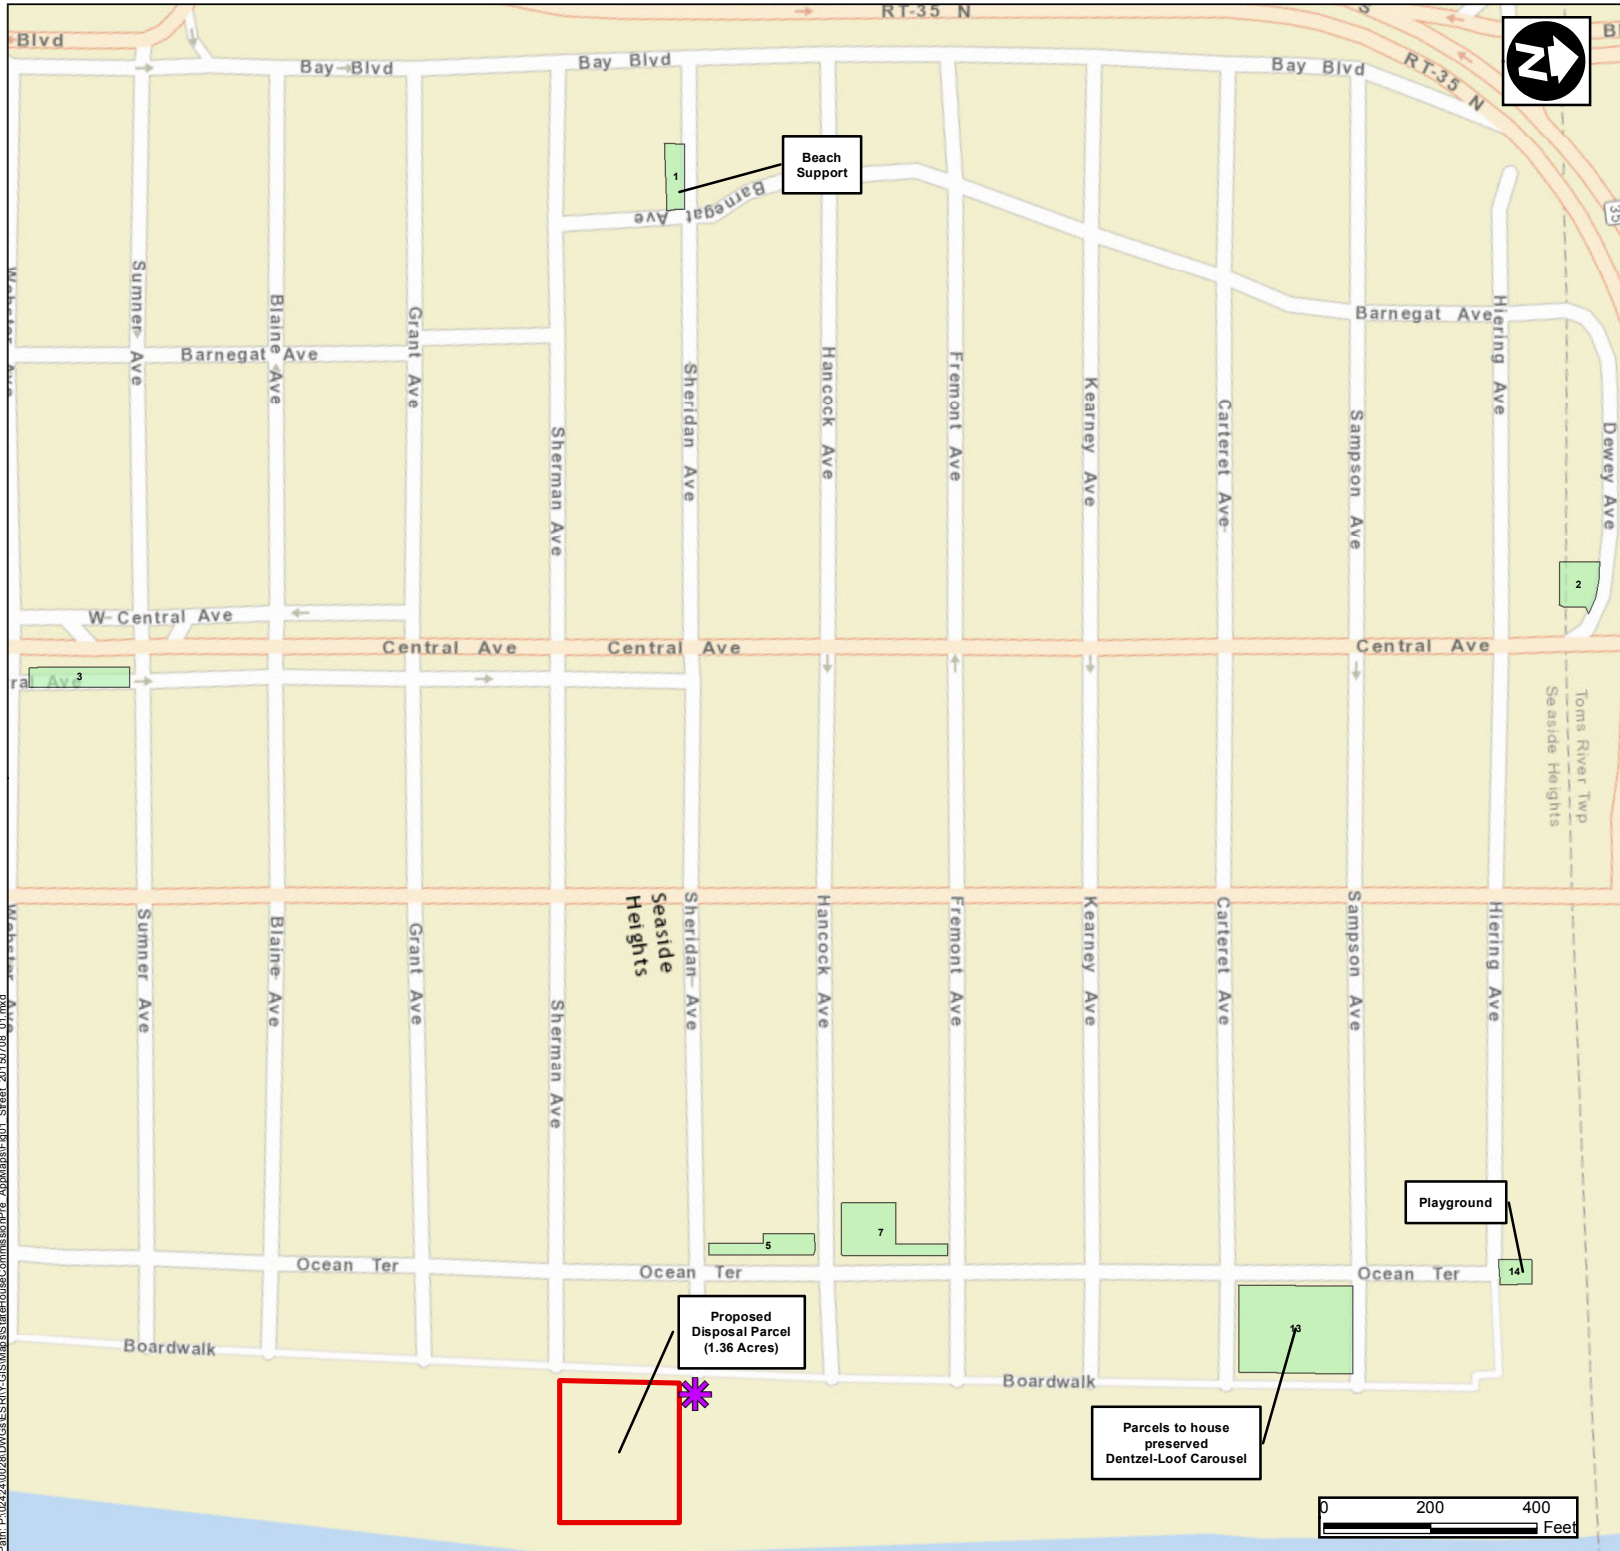 RT-35 N
S
Blvd
Bl
Bay Blvd
Bay Blvd
Bay Blvd
RT-35 N
N
Beach
Support
1
Barnegat Ave
35
Sumner Ave
Blaine Ave
Grant Ave
Barnegat Ave
Barnegat Ave
Hiering Ave
Sherman Ave
Sheridan Ave
Hancock Ave
Fremont Ave
Kearney Ave
Carteret Ave
Sampson Ave
Dewey Ave
2
W Central Ave
Central Ave
Central Ave
Central Ave
3
ral Ave
Toms River Twp
Seaside Heights
Seaside
Heights
Sumner Ave
Blaine Ave
Grant Ave
Sherman Ave
Sheridan Ave
Hancock Ave
Fremont Ave
Kearney Ave
Carteret Ave
Sampson Ave
Hiering Ave
Playground
5
7
14
Ocean Ter
Ocean Ter
Ocean Ter
Proposed
Disposal Parcel
(1.36 Acres)
13
Boardwalk
Boardwalk
Parcels to house
preserved
Dentzel-Loof Carousel
0 200 400
Feet